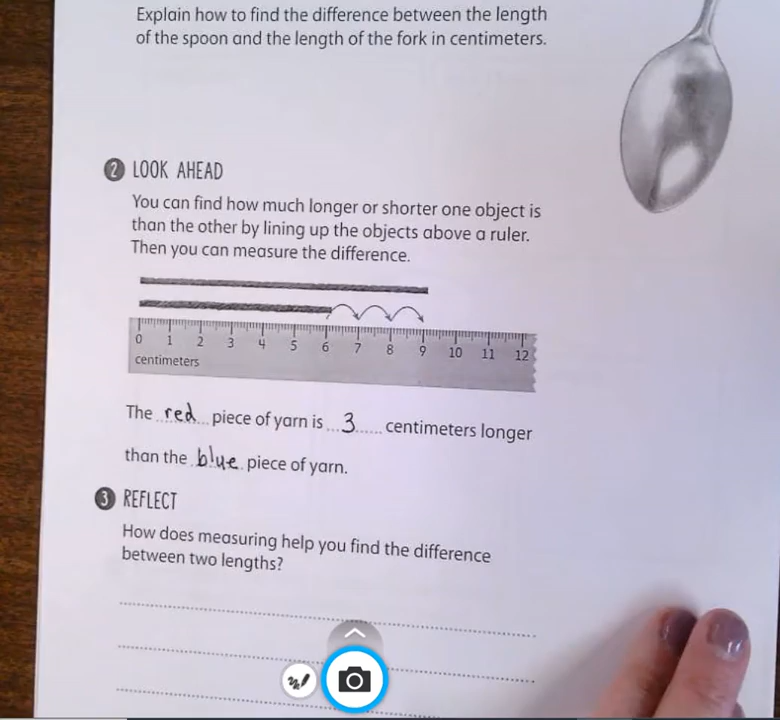 Explain how to find the difference between the length
of the spoon and the length of the fork in centimeters.
2 LOOK AHEAD
You can find how much longer or shorter one object is
than the other by lining up the objects above a ruler.
Then you can measure the difference.
0 1 2 3 4 5 6 7 8 9 10 11 12
centimeters
The red piece of yarn is 3 centimeters longer
than the blue piece of yarn.
3 REFLECT
How does measuring help you find the difference
between two lengths?